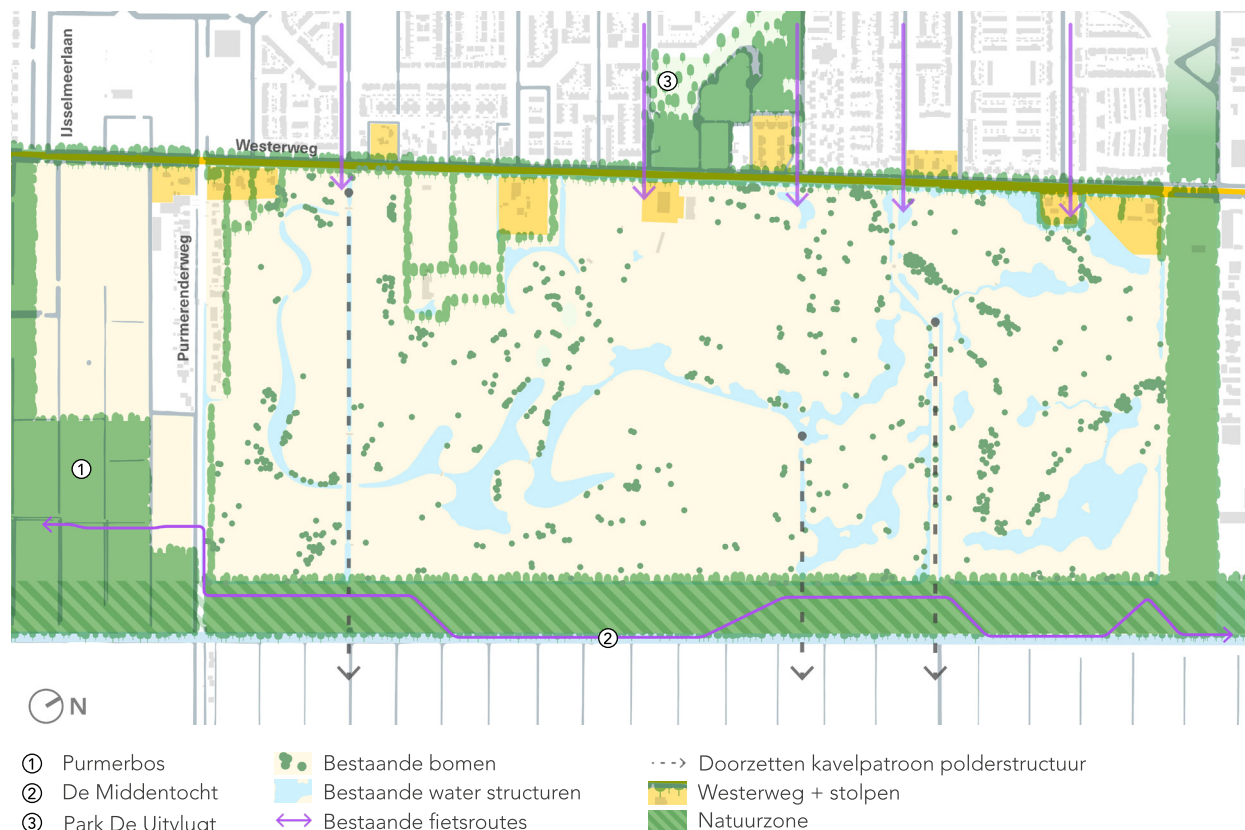 IJsselmeerlaan
3
Westerweg
Purmerenderweg
1
2
N
1 Purmerbos
2 De Middentocht
3 Park De Uitvlugt
Bestaande bomen
Bestaande water structuren
Bestaande fietsroutes
Doorzetten kavelpatroon polderstructuur
Westerweg + stolpen
Natuurzone